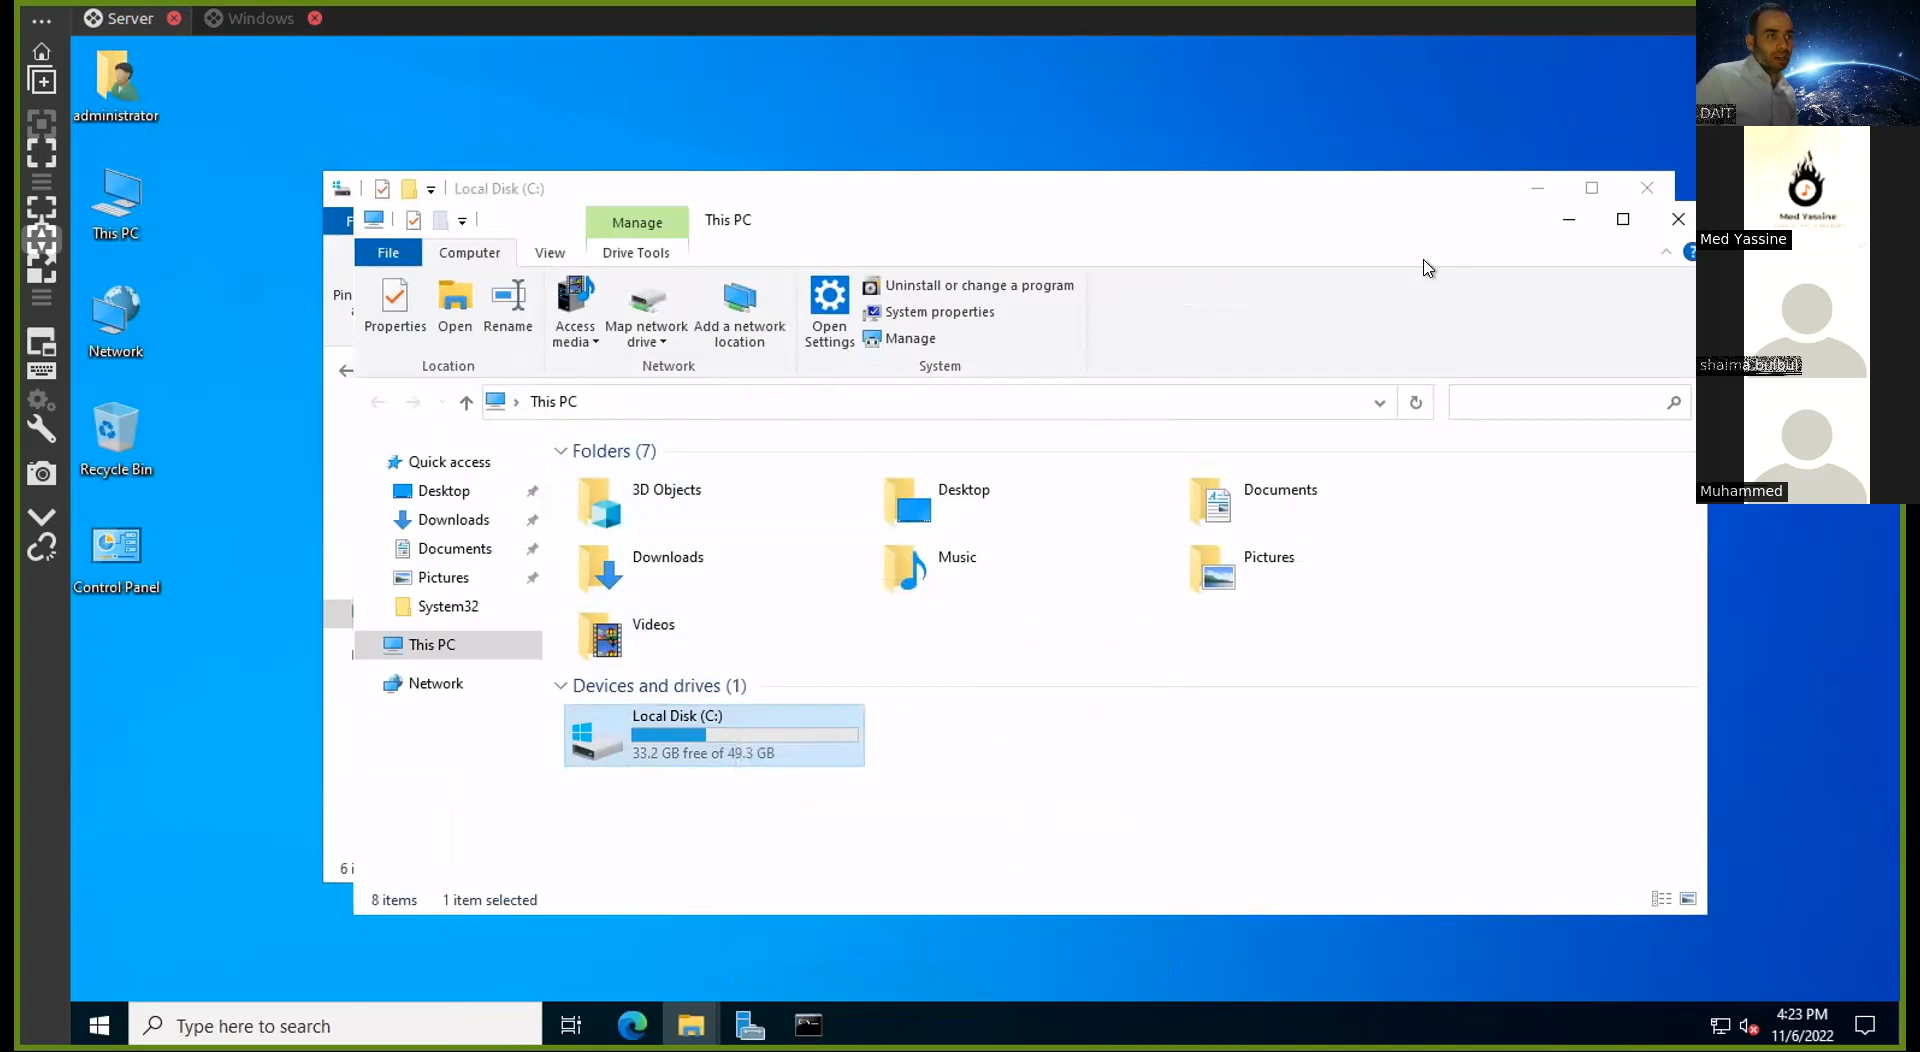 Server
Windows
administrator
This PC
Network
Recycle Bin
Control Panel
Local Disk (C:)
Manage
This PC
File
Computer
View
Drive Tools
Pin
Properties
Open
Rename
Access media
Map network drive
Add a network location
Open Settings
Uninstall or change a program
System properties
Manage
Location
Network
System
This PC
Quick access
Desktop
Downloads
Documents
Pictures
System32
This PC
Network
Folders (7)
3D Objects
Desktop
Documents
Downloads
Music
Pictures
Videos
Devices and drives (1)
Local Disk (C:)
33.2 GB free of 49.3 GB
6 i
8 items
1 item selected
Type here to search
4:23 PM
11/6/2022
DAIT
Med Yassine
Med Yassine
shaima
Muhammed